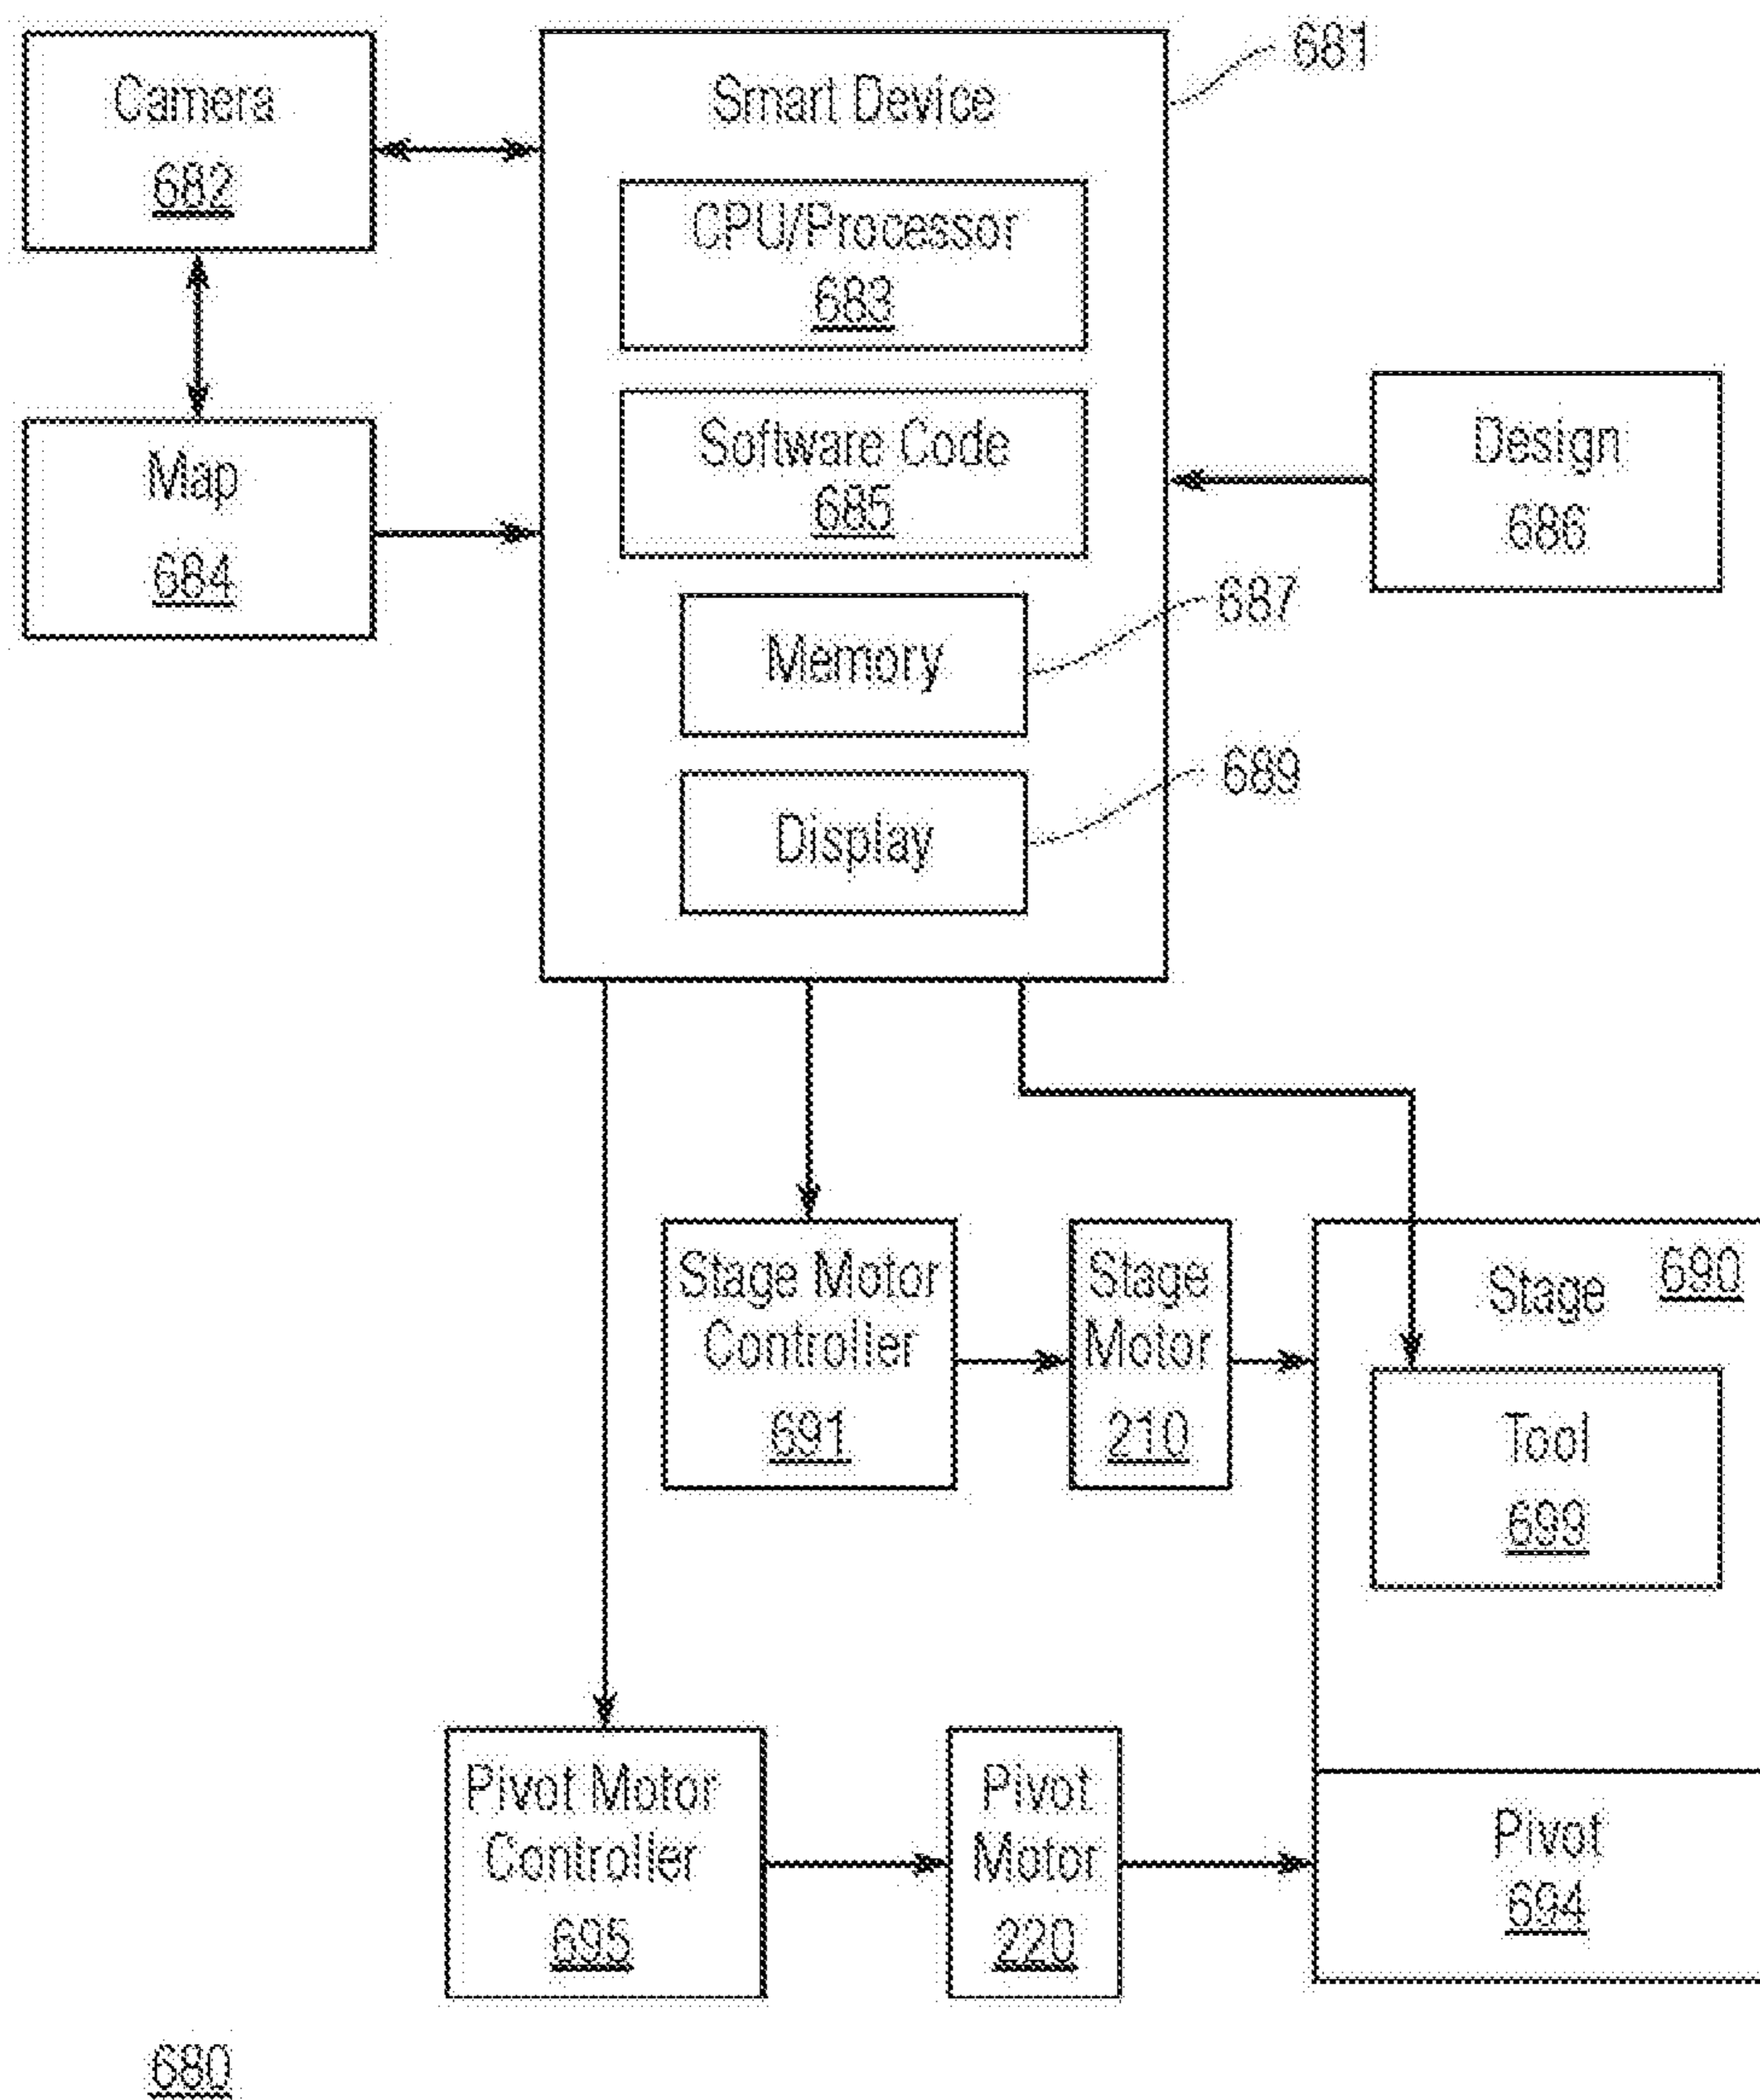 Camera
682
Smart Device
681
CPU/Processor
683
Software Code
685
Map
684
Design
686
Memory
687
Display
689
Stage Motor
Controller
691
Stage
Motor
210
Stage
690
Tool
699
Pivot Motor
Controller
695
Pivot
Motor
220
Pivot
694
680